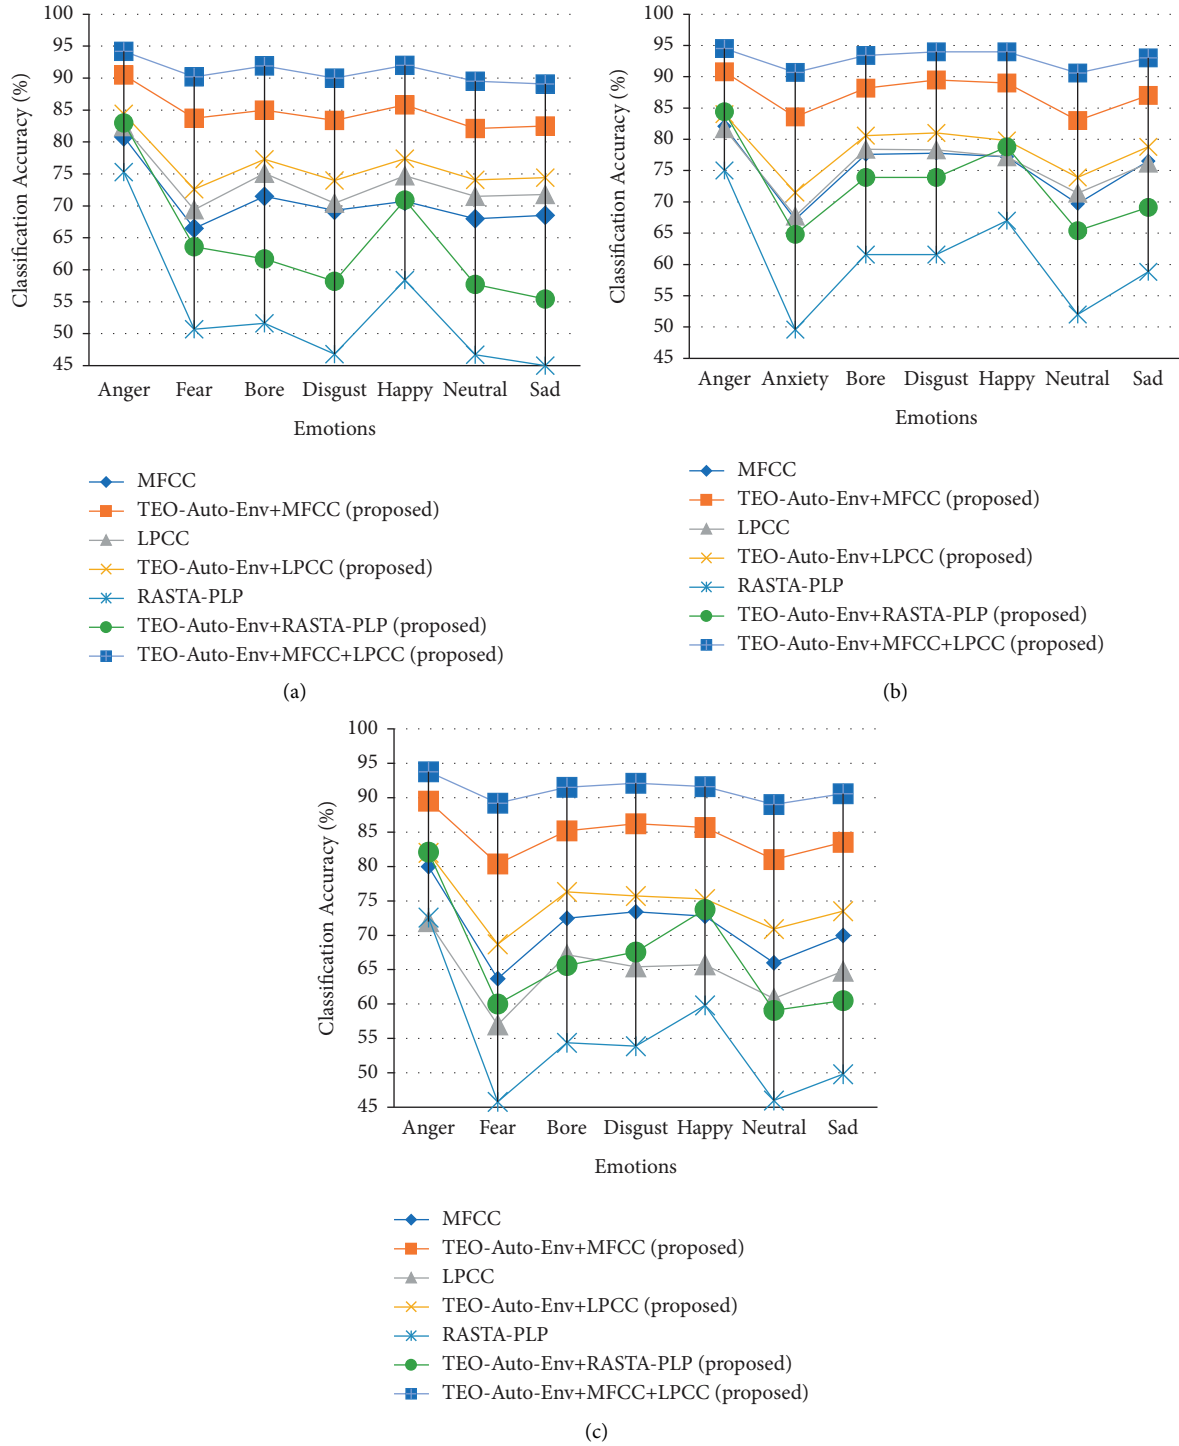 100
95
90
85
80
75
70
65
60
55
50
45
Classification Accuracy (%)
Anger Fear Bore Disgust Happy Neutral Sad
Emotions
MFCC
TEO-Auto-Env+MFCC (proposed)
LPCC
TEO-Auto-Env+LPCC (proposed)
RASTA-PLP
TEO-Auto-Env+RASTA-PLP (proposed)
TEO-Auto-Env+MFCC+LPCC (proposed)
(a)
100
95
90
85
80
75
70
65
60
55
50
45
Classification Accuracy (%)
Anger Anxiety Bore Disgust Happy Neutral Sad
Emotions
MFCC
TEO-Auto-Env+MFCC (proposed)
LPCC
TEO-Auto-Env+LPCC (proposed)
RASTA-PLP
TEO-Auto-Env+RASTA-PLP (proposed)
TEO-Auto-Env+MFCC+LPCC (proposed)
(b)
100
95
90
85
80
75
70
65
60
55
50
45
Classification Accuracy (%)
Anger Fear Bore Disgust Happy Neutral Sad
Emotions
MFCC
TEO-Auto-Env+MFCC (proposed)
LPCC
TEO-Auto-Env+LPCC (proposed)
RASTA-PLP
TEO-Auto-Env+RASTA-PLP (proposed)
TEO-Auto-Env+MFCC+LPCC (proposed)
(c)